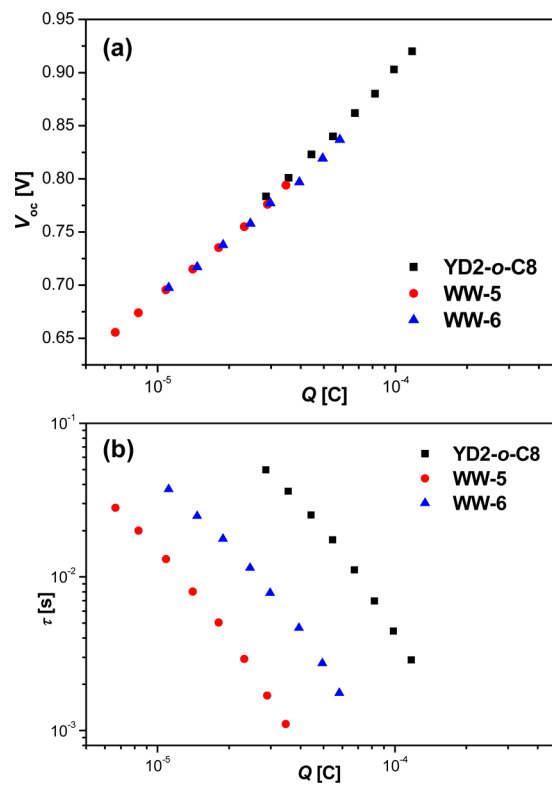 (a)
0.95
0.90
0.85
0.80
0.75
0.70
0.65
V_oc [V]
YD2-o-C8
WW-5
WW-6
10^-5
10^-4
Q [C]
(b)
10^-1
10^-2
10^-3
τ [s]
YD2-o-C8
WW-5
WW-6
10^-5
10^-4
Q [C]